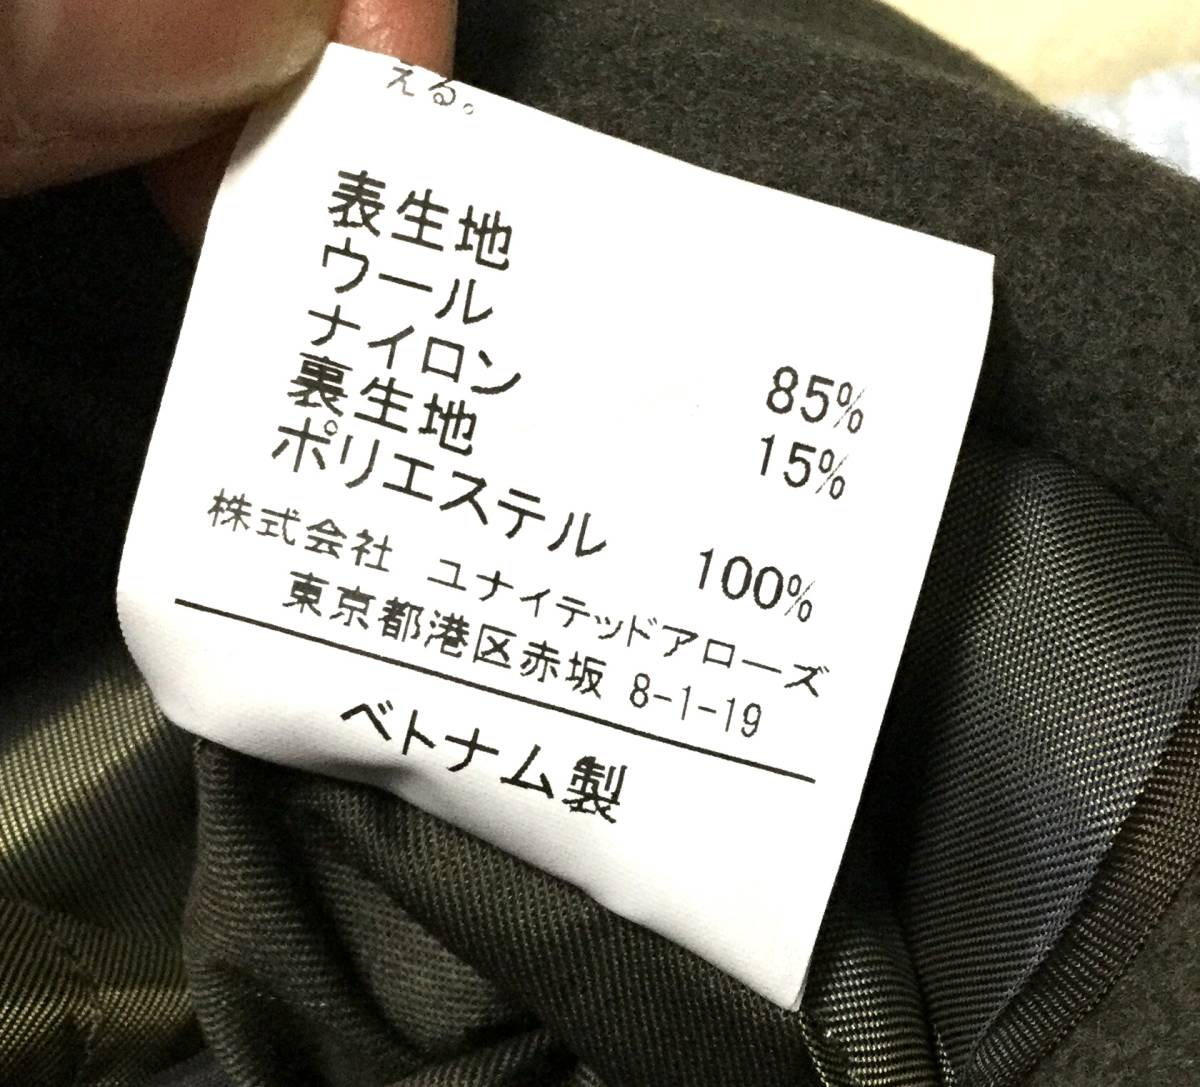 える。
表生地
ウール 85%
ナイロン 15%
裏生地
ポリエステル 100%
株式会社 ユナイテッドアローズ
東京都港区赤坂 8-1-19
ベトナム製